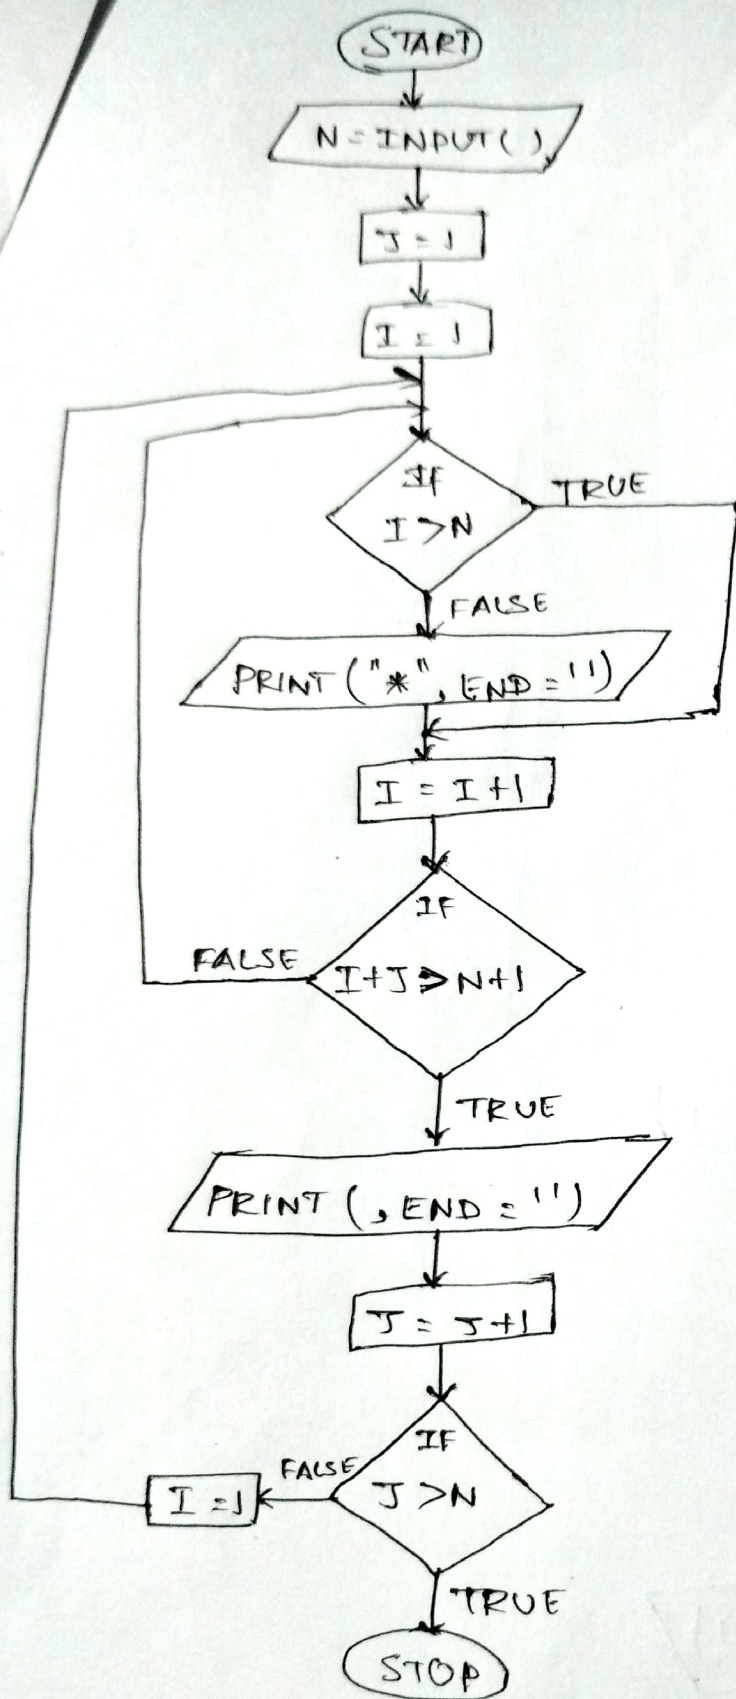 START
N = INPUT( )
J = 1
I = 1
IF
I > N
TRUE
FALSE
PRINT ("*", END = '')
I = I+1
IF
I+J > N+1
FALSE
TRUE
PRINT (, END = '')
J = J+1
IF
J > N
FALSE
I = 1
TRUE
STOP